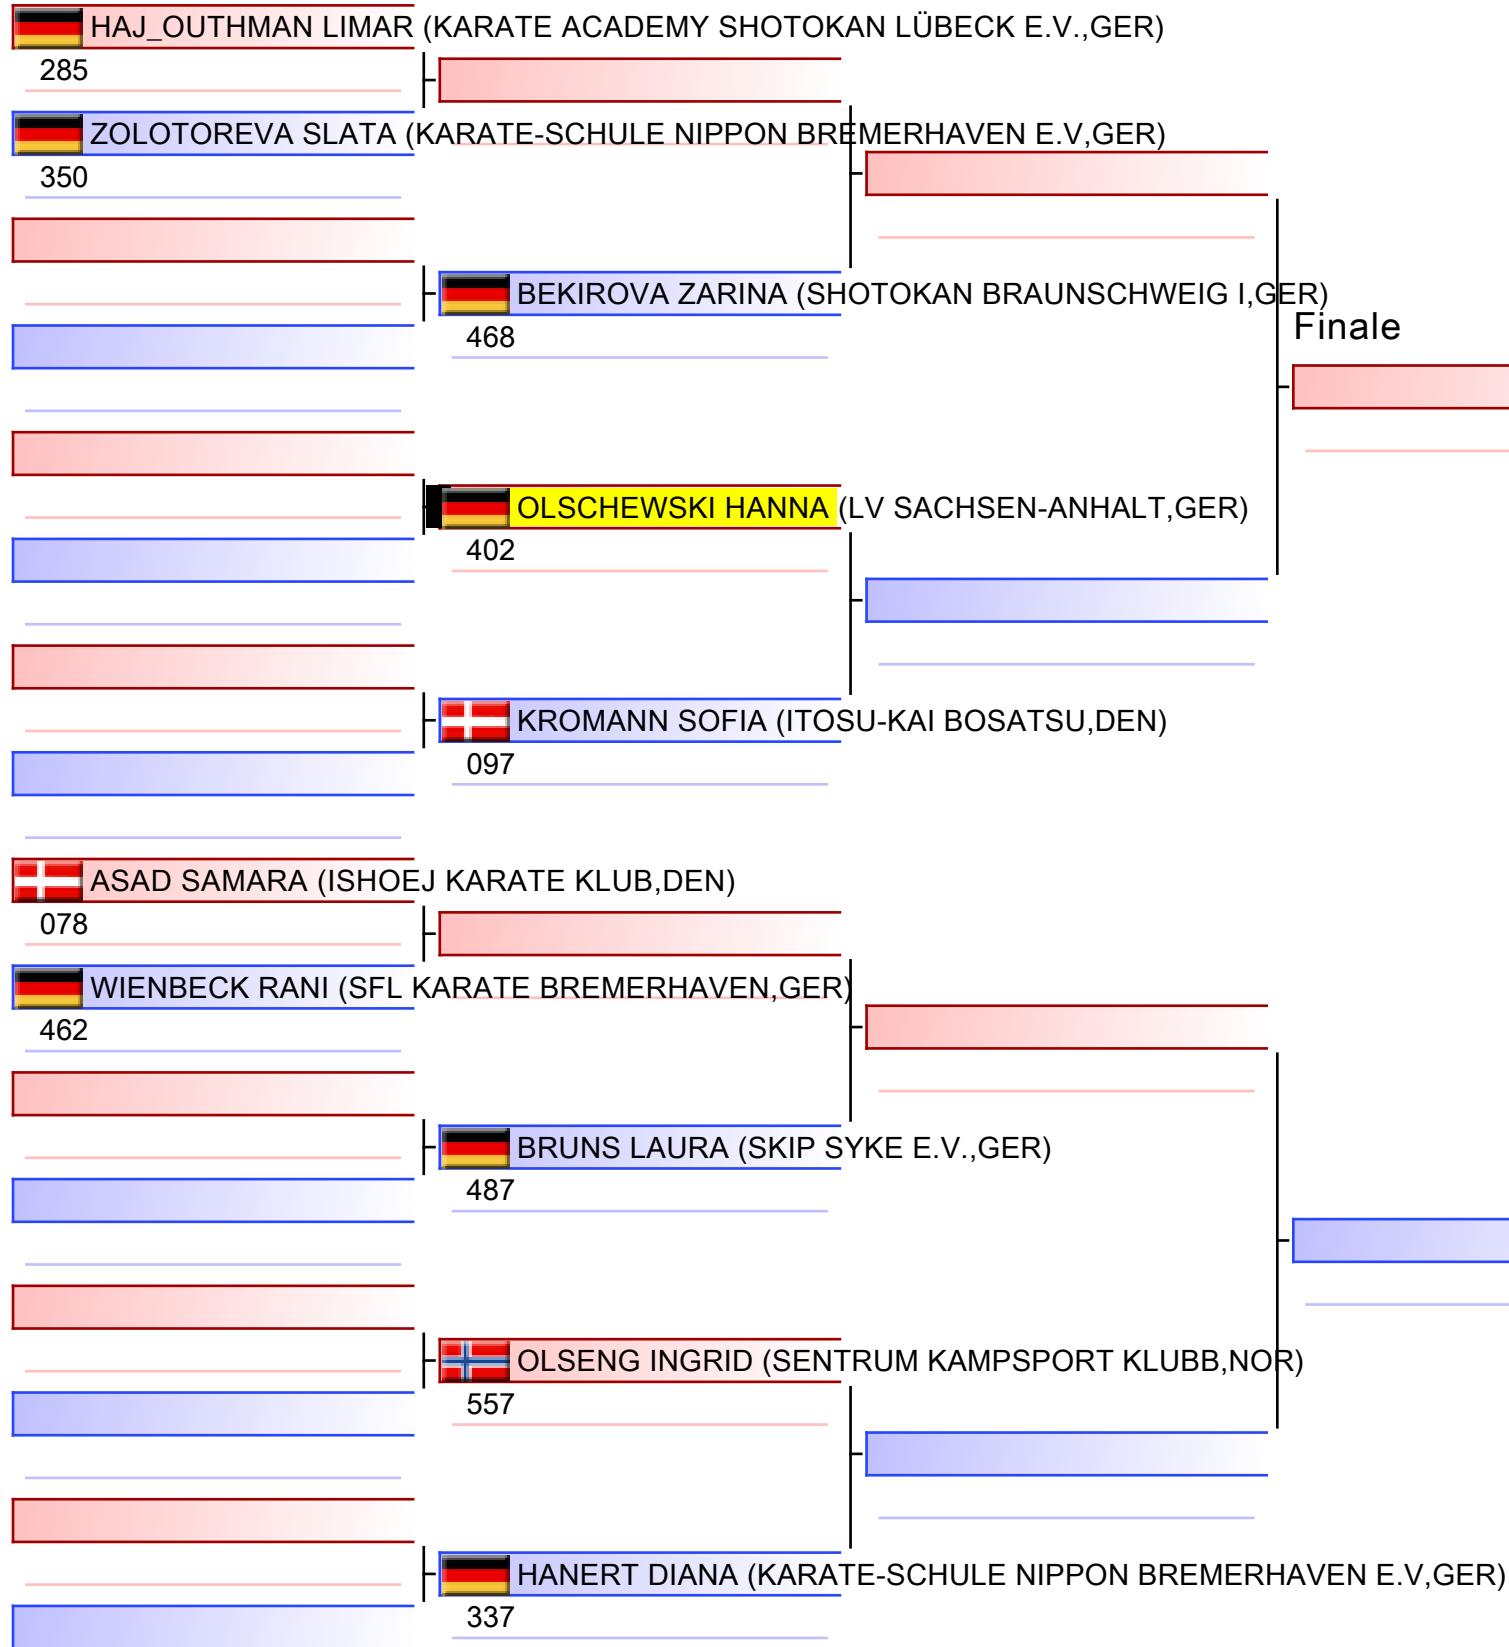 HAJ_OUTHMAN LIMAR (KARATE ACADEMY SHOTOKAN LÜBECK E.V.,GER)
285
ZOLOTOREVA SLATA (KARATE-SCHULE NIPPON BREMERHAVEN E.V,GER)
350
BEKIROVA ZARINA (SHOTOKAN BRAUNSCHWEIG I,GER)
468
Finale
OLSCHEWSKI HANNA (LV SACHSEN-ANHALT,GER)
402
KROMANN SOFIA (ITOSU-KAI BOSATSU,DEN)
097
ASAD SAMARA (ISHOEJ KARATE KLUB,DEN)
078
WIENBECK RANI (SFL KARATE BREMERHAVEN,GER)
462
BRUNS LAURA (SKIP SYKE E.V.,GER)
487
OLSENG INGRID (SENTRUM KAMPSPORT KLUBB,NOR)
557
HANERT DIANA (KARATE-SCHULE NIPPON BREMERHAVEN E.V,GER)
337